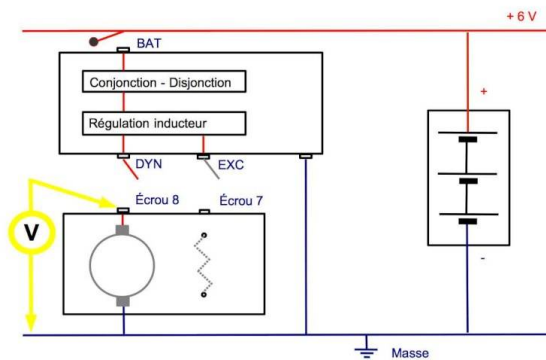 + 6 V
BAT
Conjonction - Disjonction
+
Régulation inducteur
DYN
EXC
Écrou 8
Écrou 7
V
-
Masse